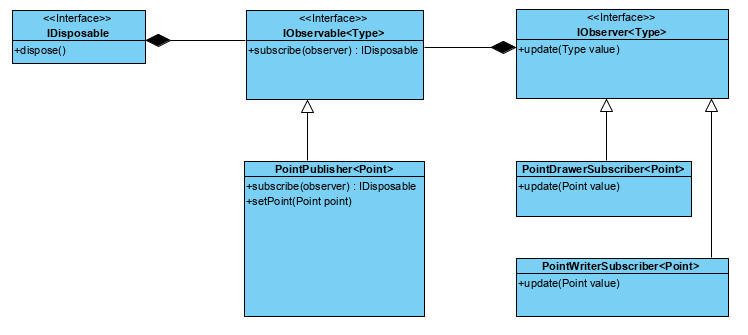 <<Interface>>
IDisposable
+dispose()
<<Interface>>
IObservable<Type>
+subscribe(observer) : IDisposable
<<Interface>>
IObserver<Type>
+update(Type value)
PointPublisher<Point>
+subscribe(observer) : IDisposable
+setPoint(Point point)
PointDrawerSubscriber<Point>
+update(Point value)
PointWriterSubscriber<Point>
+update(Point value)